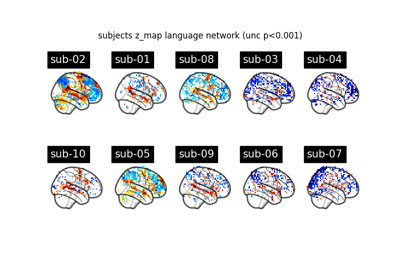 subjects z_map language network (unc p<0.001)
sub-02 sub-01 sub-08 sub-03 sub-04
sub-10 sub-05 sub-09 sub-06 sub-07